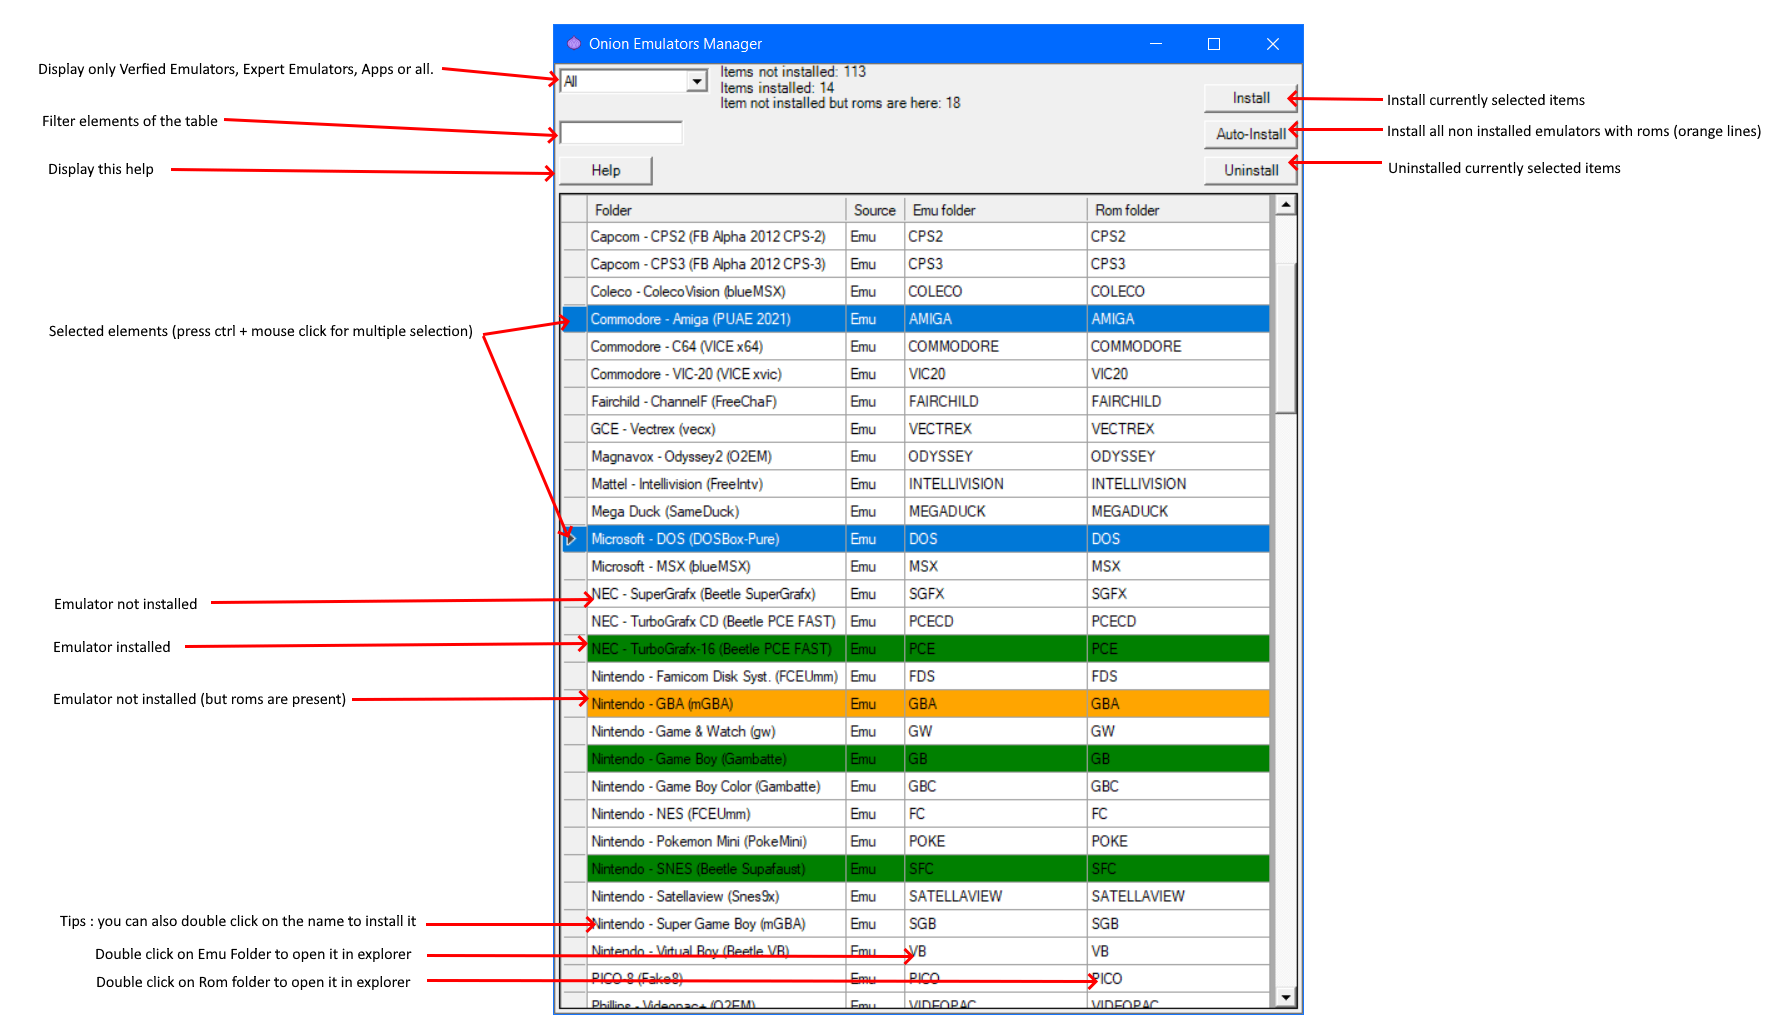 Onion Emulators Manager
Display only Verfied Emulators, Expert Emulators, Apps or all.
All
Items not installed: 113
Items installed: 14
Item not installed but roms are here: 18
Install
Install currently selected items
Filter elements of the table
Auto-Install
Install all non installed emulators with roms (orange lines)
Display this help
Help
Uninstall
Uninstalled currently selected items
Folder Source Emu folder Rom folder
Capcom - CPS2 (FB Alpha 2012 CPS-2) Emu CPS2 CPS2
Capcom - CPS3 (FB Alpha 2012 CPS-3) Emu CPS3 CPS3
Coleco - ColecoVision (blueMSX) Emu COLECO COLECO
Commodore - Amiga (PUAE 2021) Emu AMIGA AMIGA
Selected elements (press ctrl + mouse click for multiple selection)
Commodore - C64 (VICE x64) Emu COMMODORE COMMODORE
Commodore - VIC-20 (VICE xvic) Emu VIC20 VIC20
Fairchild - ChannelF (FreeChaF) Emu FAIRCHILD FAIRCHILD
GCE - Vectrex (vecx) Emu VECTREX VECTREX
Magnavox - Odyssey2 (O2EM) Emu ODYSSEY ODYSSEY
Mattel - Intellivision (FreeIntv) Emu INTELLIVISION INTELLIVISION
Mega Duck (SameDuck) Emu MEGADUCK MEGADUCK
Microsoft - DOS (DOSBox-Pure) Emu DOS DOS
Microsoft - MSX (blueMSX) Emu MSX MSX
Emulator not installed
NEC - SuperGrafx (Beetle SuperGrafx) Emu SGFX SGFX
NEC - TurboGrafx CD (Beetle PCE FAST) Emu PCECD PCECD
Emulator installed
NEC - TurboGrafx-16 (Beetle PCE FAST) Emu PCE PCE
Nintendo - Famicom Disk Syst. (FCEUmm) Emu FDS FDS
Emulator not installed (but roms are present)
Nintendo - GBA (mGBA) Emu GBA GBA
Nintendo - Game & Watch (gw) Emu GW GW
Nintendo - Game Boy (Gambatte) Emu GB GB
Nintendo - Game Boy Color (Gambatte) Emu GBC GBC
Nintendo - NES (FCEUmm) Emu FC FC
Nintendo - Pokemon Mini (PokeMini) Emu POKE POKE
Nintendo - SNES (Beetle Supafaust) Emu SFC SFC
Nintendo - Satellaview (Snes9x) Emu SATELLAVIEW SATELLAVIEW
Tips : you can also double click on the name to install it
Nintendo - Super Game Boy (mGBA) Emu SGB SGB
Double click on Emu Folder to open it in explorer
Nintendo - Virtual Boy (Beetle VB) Emu VB VB
Double click on Rom folder to open it in explorer
PICO-8 (Fake8) Emu PICO PICO
Phillips - Videopac+ (O2EM) Emu VIDEOPAC VIDEOPAC